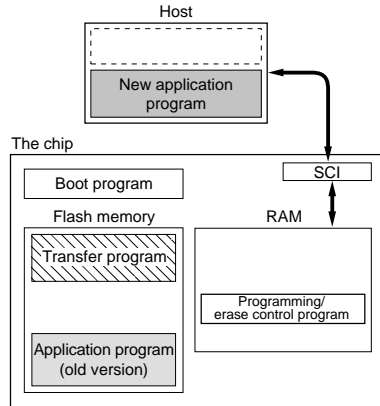 Host
New application
program
The chip
Boot program
SCI
Flash memory
RAM
Transfer program
Programming/
erase control program
Application program
(old version)